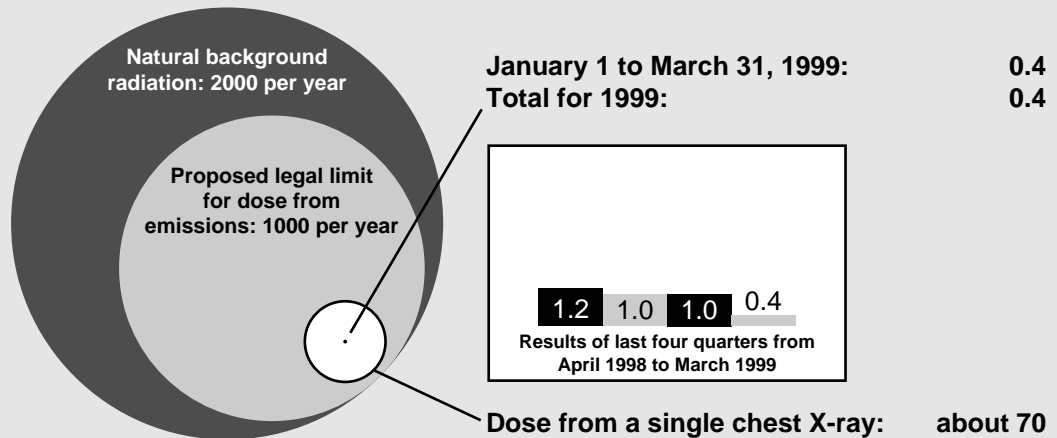 Natural background
radiation: 2000 per year
Proposed legal limit
for dose from
emissions: 1000 per year
January 1 to March 31, 1999: 0.4
Total for 1999: 0.4
1.2 1.0 1.0 0.4
Results of last four quarters from
April 1998 to March 1999
Dose from a single chest X-ray: about 70